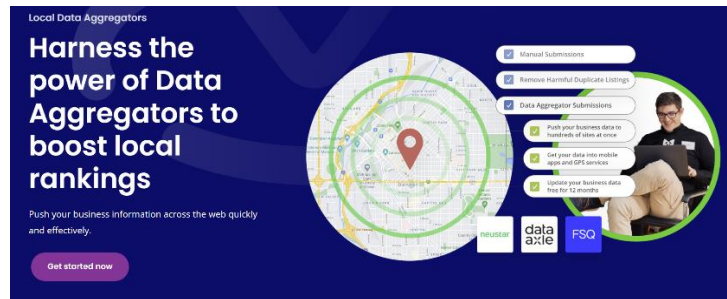 Local Data Aggregators
Harness the
power of Data
Aggregators to
boost local
rankings
Push your business information across the web quickly
and effectively.
Get started now
Manual Submissions
Remove Harmful Duplicate Listings
Data Aggregator Submissions
Push your business data to
hundreds of sites at once
Get your data into mobile
apps and GPS services
Update your business data
free for 12 months
neustar
data
axle
FSQ